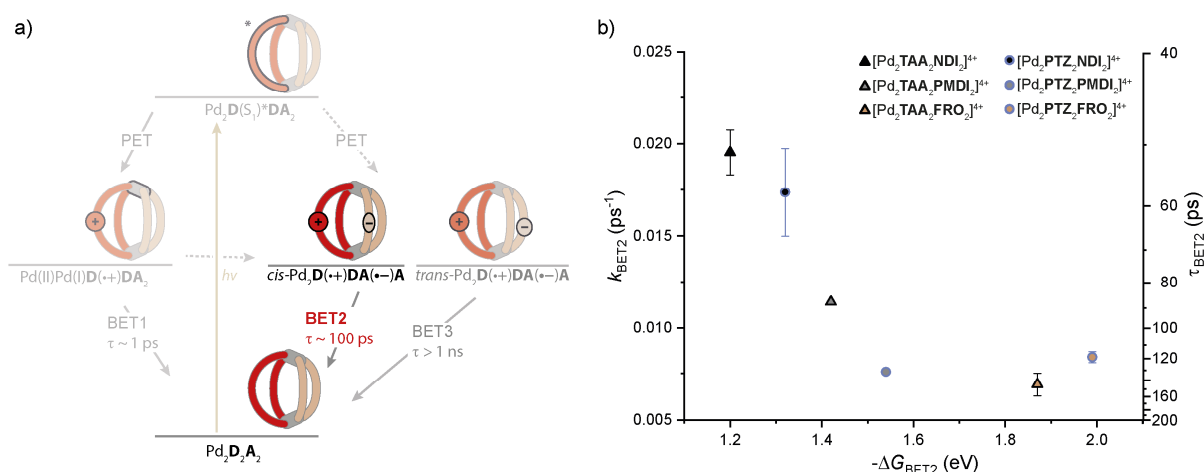 a)
*
Pd₂D(S₁)*DA₂
PET
PET
+
+
−
+
−
Pd(II)Pd(I)D(•+)DA₂
hν
cis-Pd₂D(•+)DA(•−)A
trans-Pd₂D(•+)DA(•−)A
BET1
τ ~ 1 ps
BET2
τ ~ 100 ps
BET3
τ > 1 ns
Pd₂D₂A₂
b)
0.025
0.020
0.015
0.010
0.005
k_BET2 (ps⁻¹)
[Pd₂TAA₂NDI₂]⁴⁺
[Pd₂PTZ₂NDI₂]⁴⁺
[Pd₂TAA₂PMDI₂]⁴⁺
[Pd₂PTZ₂PMDI₂]⁴⁺
[Pd₂TAA₂FRO₂]⁴⁺
[Pd₂PTZ₂FRO₂]⁴⁺
40
60
80
100
120
160
200
τ_BET2 (ps)
1.2
1.4
1.6
1.8
2.0
-ΔG_BET2 (eV)